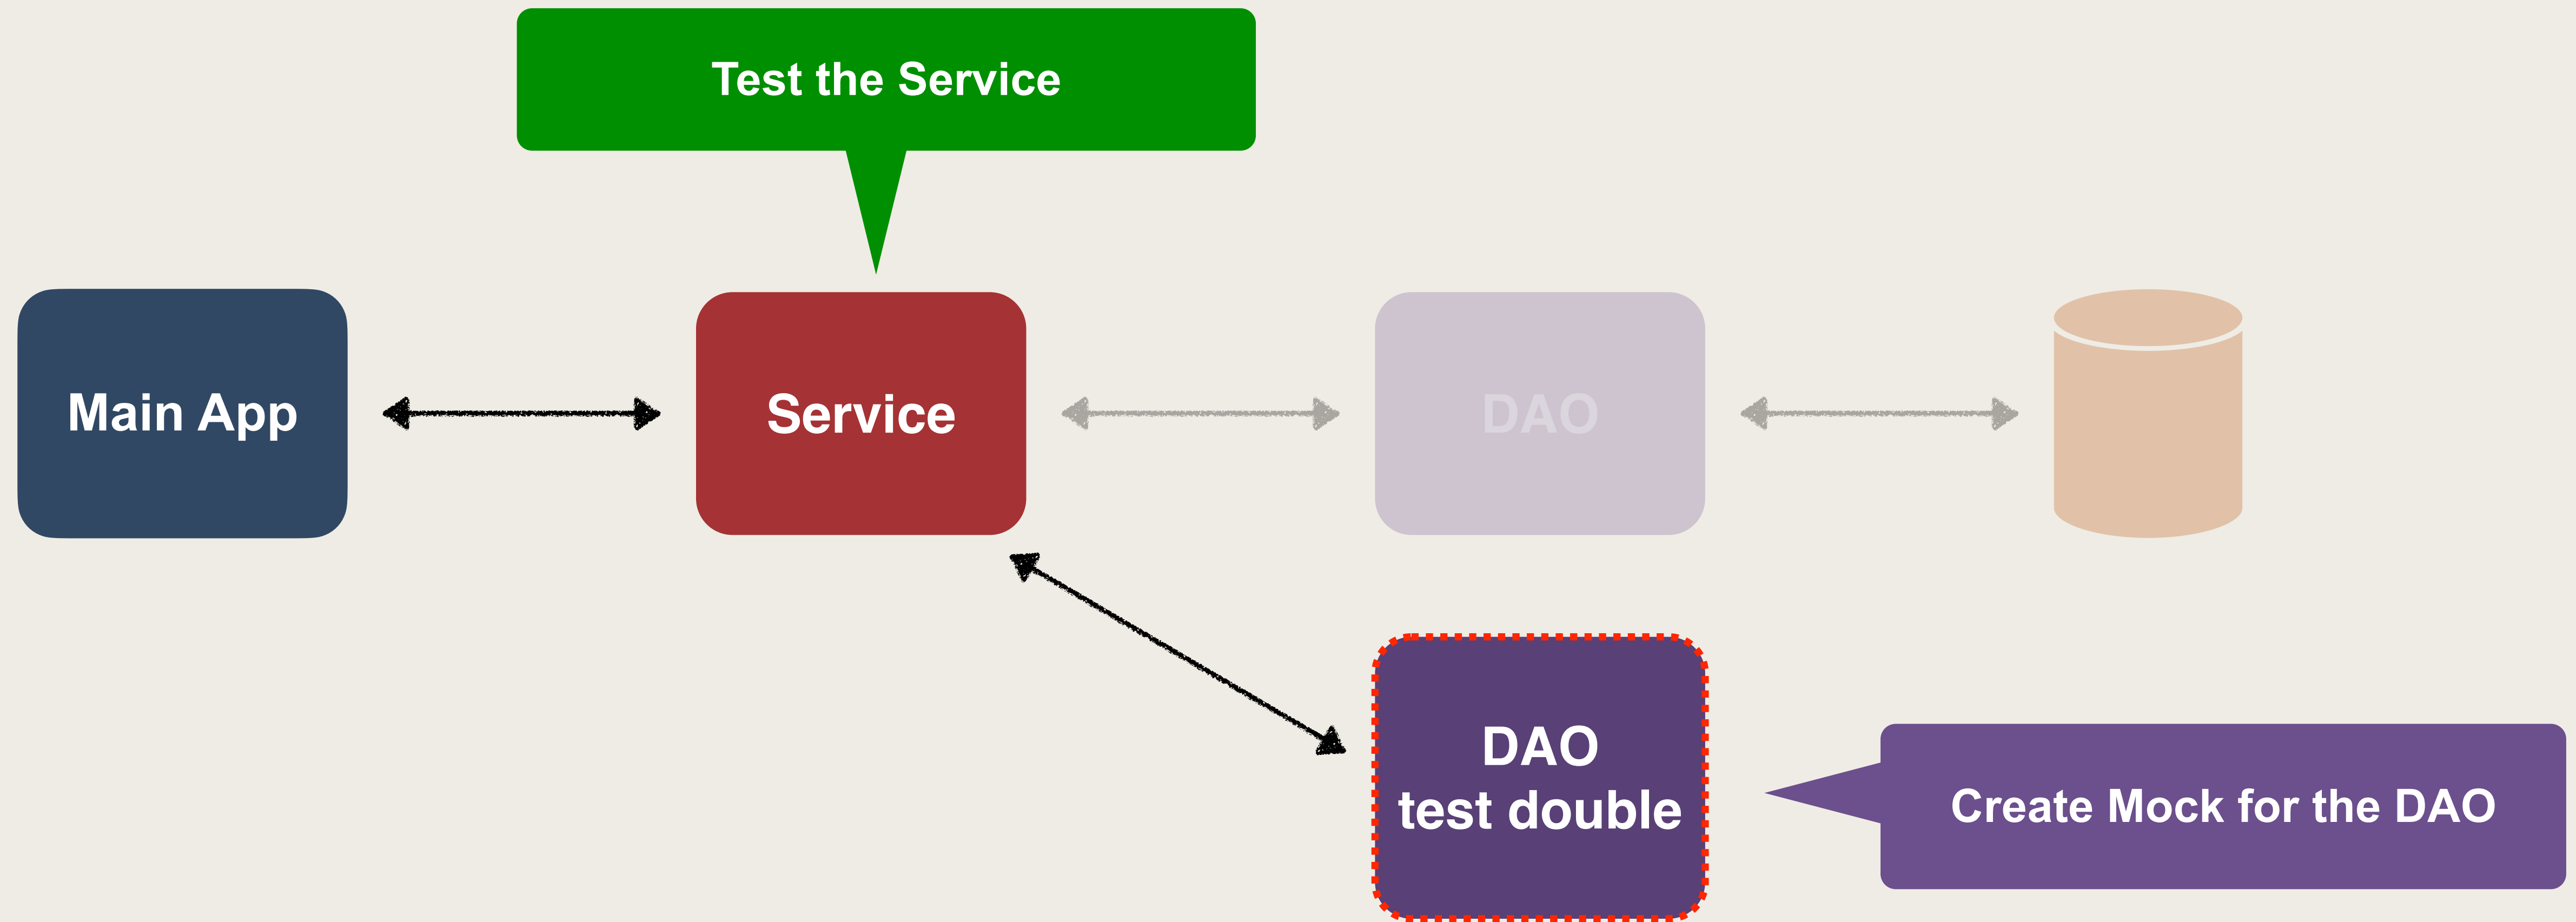 Test the Service
Main App
Service
DAO
DAO
test double
Create Mock for the DAO